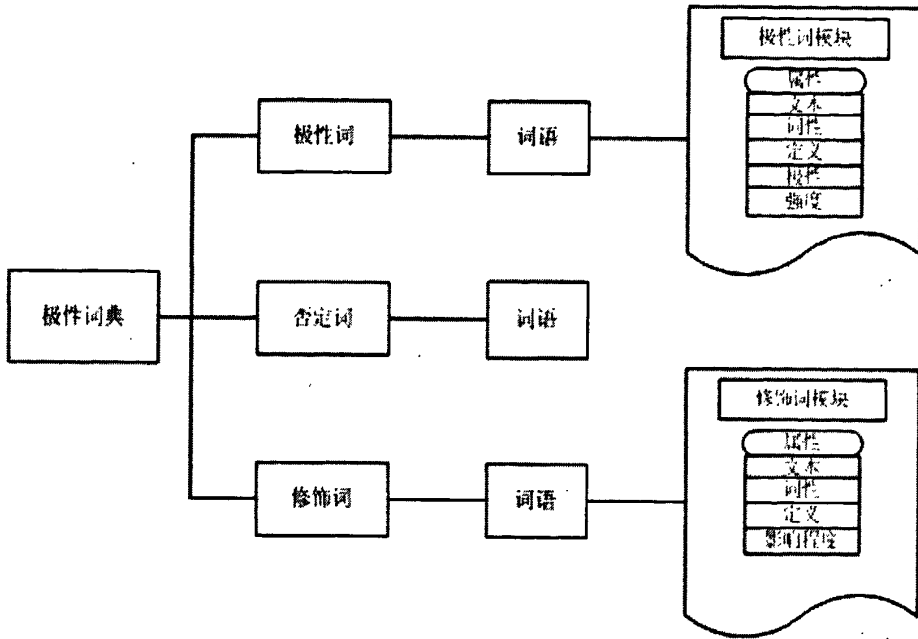 极性词模块
属性
文本
词性
定义
极性
强度
极性词
词语
极性词典
否定词
词语
修饰词模块
属性
文本
词性
定义
影响程度
修饰词
词语